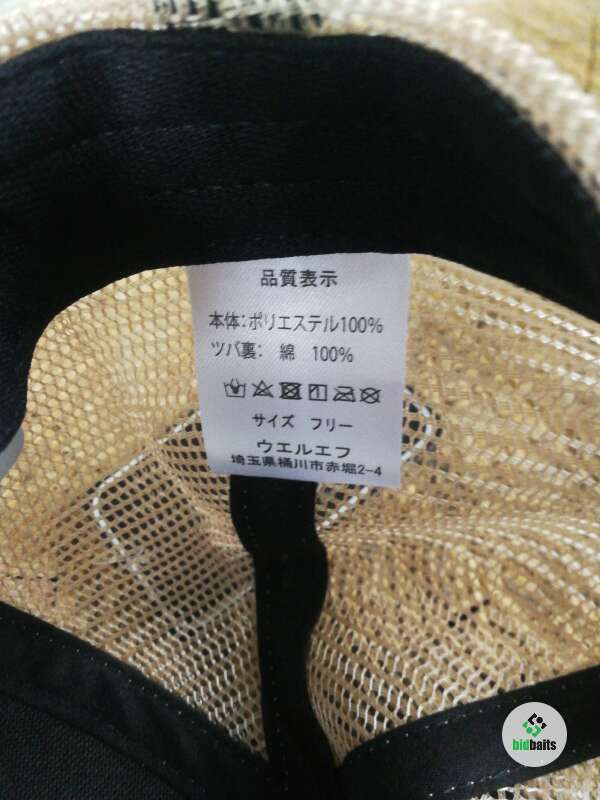 品質表示
本体:ポリエステル100%
ツバ裏: 綿 100%
サイズ フリー
ウエルエフ
埼玉県桶川市赤堀2-4
bidbaits